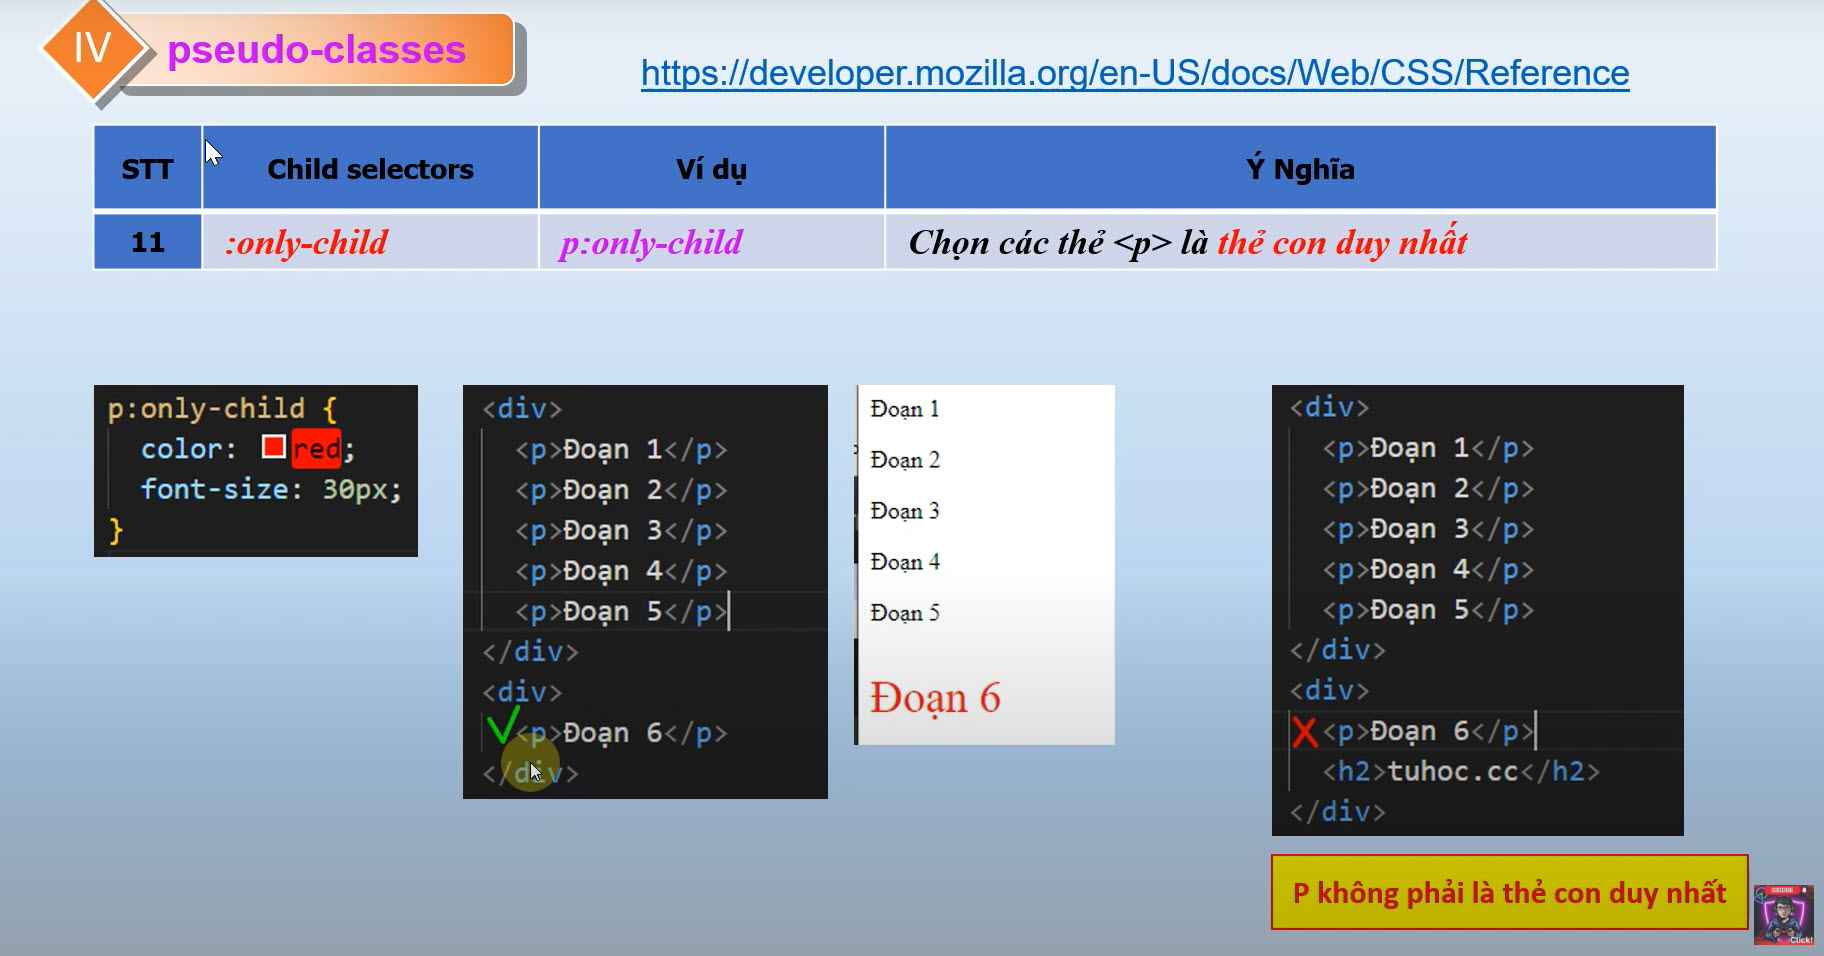 IV
pseudo-classes
https://developer.mozilla.org/en-US/docs/Web/CSS/Reference
STT Child selectors Ví dụ Ý Nghĩa
11 :only-child p:only-child Chọn các thẻ <p> là thẻ con duy nhất
p:only-child {
color: red;
font-size: 30px;
}
<div>
<p>Đoạn 1</p>
<p>Đoạn 2</p>
<p>Đoạn 3</p>
<p>Đoạn 4</p>
<p>Đoạn 5</p>
</div>
<div>
<p>Đoạn 6</p>
</div>
Đoạn 1
Đoạn 2
Đoạn 3
Đoạn 4
Đoạn 5
Đoạn 6
<div>
<p>Đoạn 1</p>
<p>Đoạn 2</p>
<p>Đoạn 3</p>
<p>Đoạn 4</p>
<p>Đoạn 5</p>
</div>
<div>
<p>Đoạn 6</p>
<h2>tuhoc.cc</h2>
</div>
P không phải là thẻ con duy nhất
SUBSCRIBE
Click!